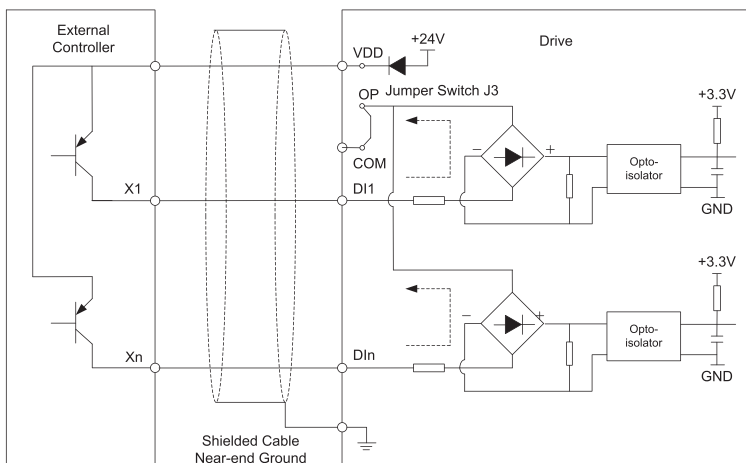 External
Controller
VDD
+24V
Drive
OP
Jumper Switch J3
+3.3V
COM
−
+
Opto-
isolator
X1
DI1
GND
+3.3V
−
+
Opto-
isolator
Xn
DIn
GND
Shielded Cable
Near-end Ground